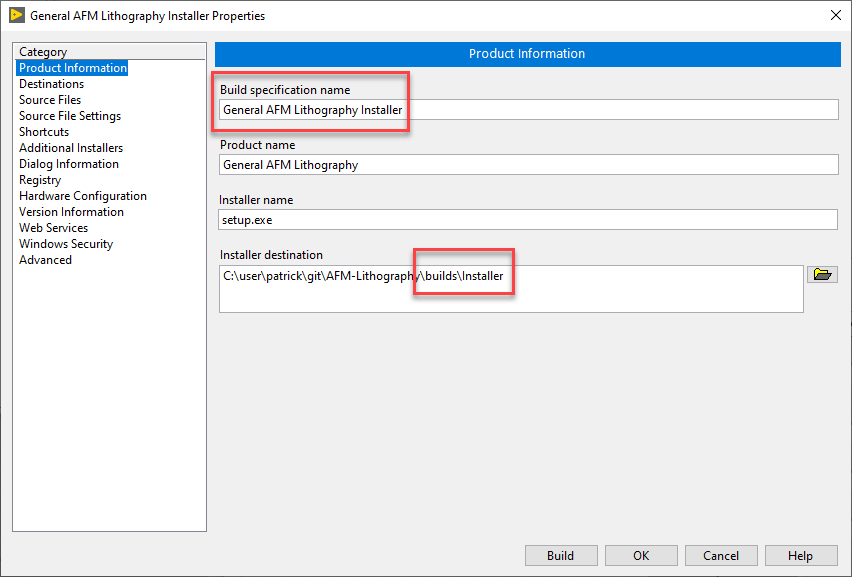 General AFM Lithography Installer Properties
Category
Product Information
Destinations
Source Files
Source File Settings
Shortcuts
Additional Installers
Dialog Information
Registry
Hardware Configuration
Version Information
Web Services
Windows Security
Advanced
Product Information
Build specification name
General AFM Lithography Installer
Product name
General AFM Lithography
Installer name
setup.exe
Installer destination
C:\user\patrick\git\AFM-Lithography\builds\Installer
Build
OK
Cancel
Help